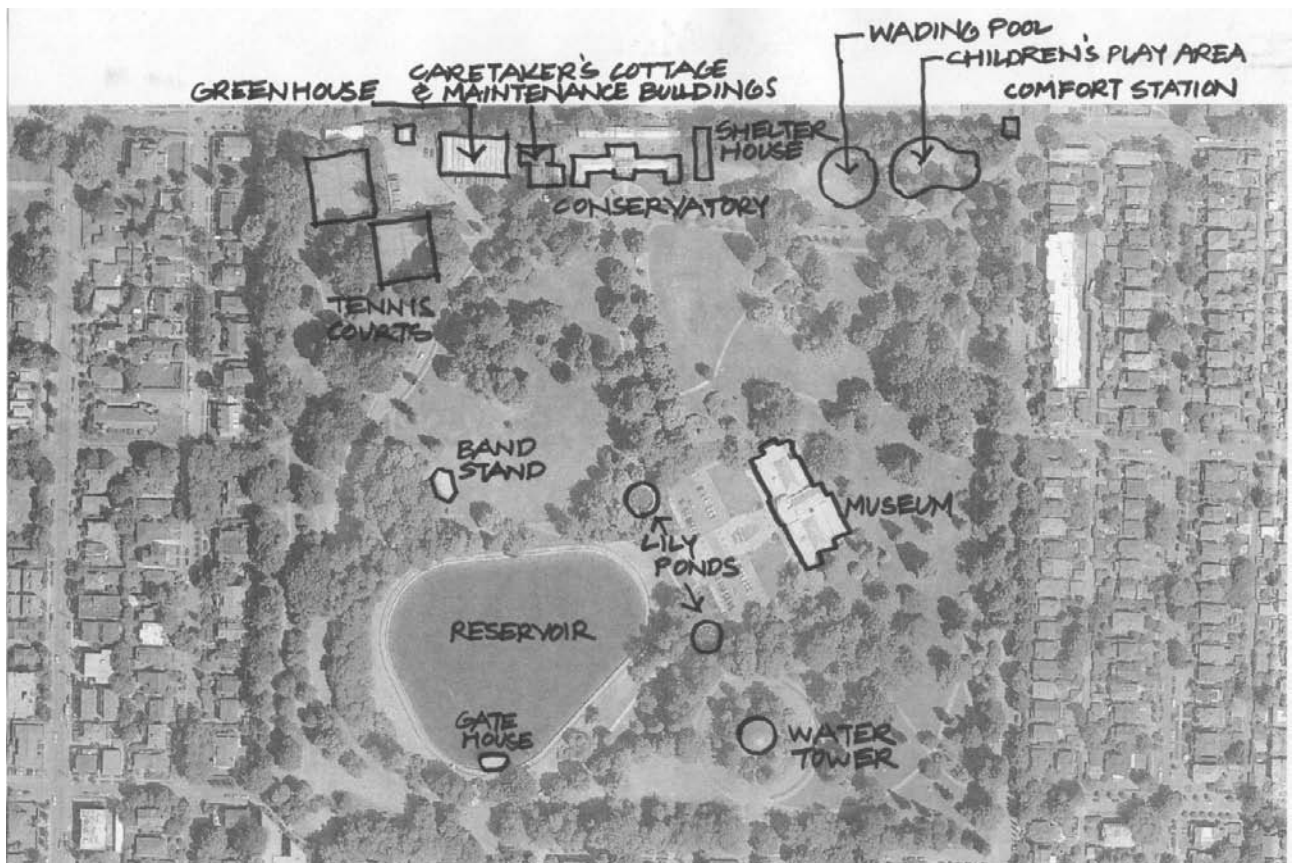 WADING POOL
CHILDREN'S PLAY AREA
COMFORT STATION
CARETAKER'S COTTAGE
& MAINTENANCE BUILDINGS
GREENHOUSE
SHELTER
HOUSE
CONSERVATORY
TENNIS
COURTS
BAND
STAND
MUSEUM
LILY
PONDS
RESERVOIR
GATE
HOUSE
WATER
TOWER